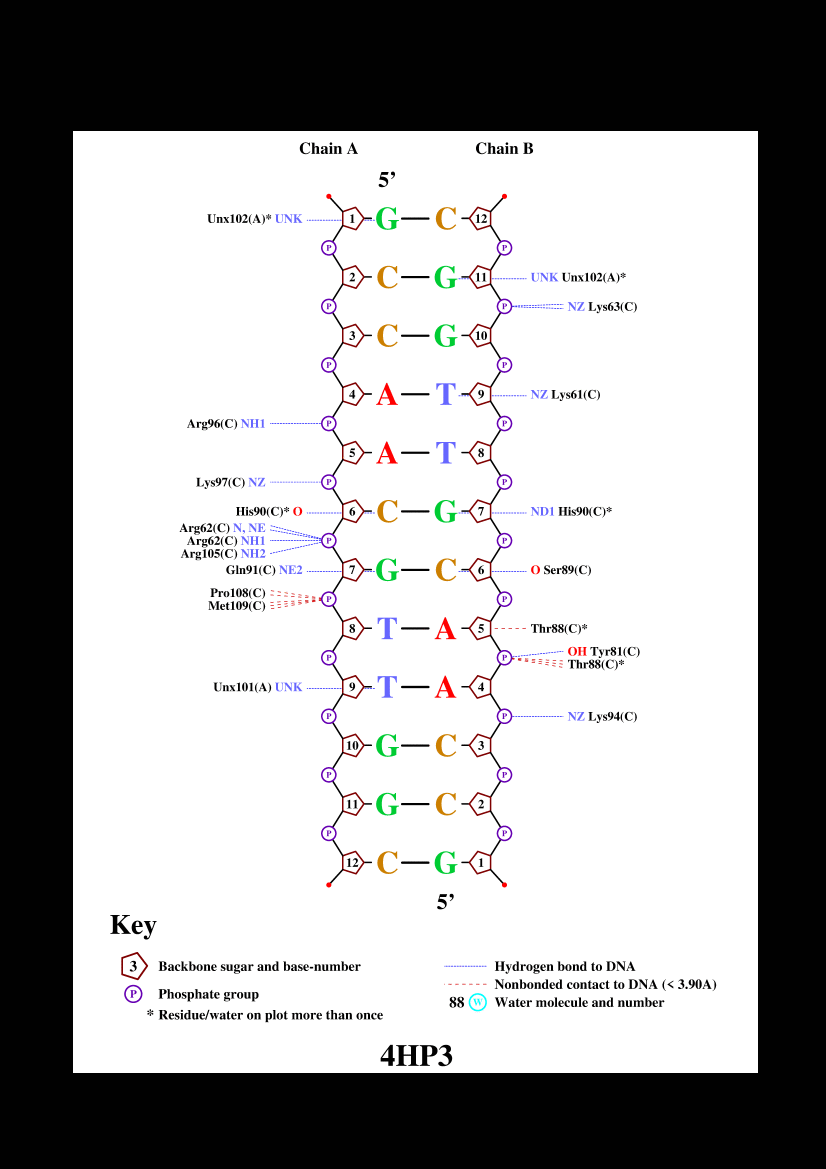 Chain A Chain B
5’
Unx102(A)* UNK 1 G C 12
P P
2 C G 11 UNK Unx102(A)*
P P NZ Lys63(C)
3 C G 10
P P
4 A T 9 NZ Lys61(C)
Arg96(C) NH1 P P
5 A T 8
Lys97(C) NZ P P
His90(C)* O 6 C G 7 ND1 His90(C)*
Arg62(C) N, NE
Arg62(C) NH1 P P
Arg105(C) NH2
Gln91(C) NE2 7 G C 6 O Ser89(C)
Pro108(C) P P
Met109(C)
8 T A 5 Thr88(C)*
P P OH Tyr81(C)
Thr88(C)*
Unx101(A) UNK 9 T A 4
P P NZ Lys94(C)
10 G C 3
P P
11 G C 2
P P
12 C G 1
5’
Key
3 Backbone sugar and base-number
P Phosphate group
* Residue/water on plot more than once
Hydrogen bond to DNA
Nonbonded contact to DNA (< 3.90A)
88 W Water molecule and number
4HP3